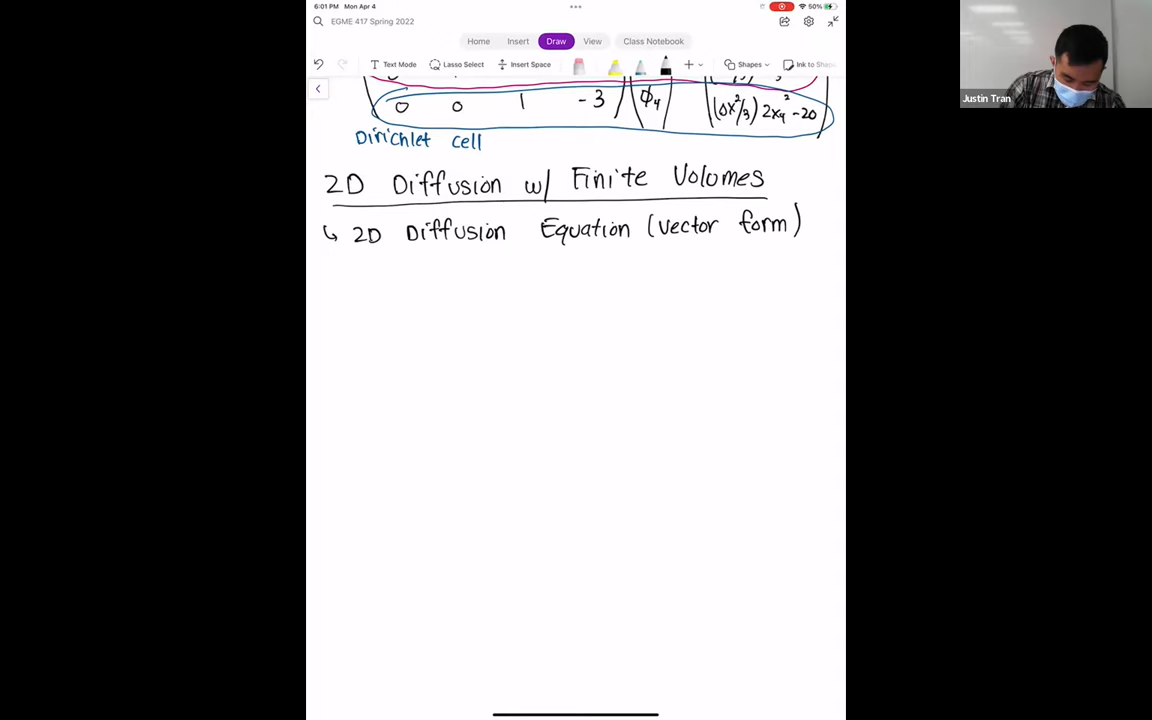 6:01 PM Mon Apr 4
50%
EGME 417 Spring 2022
Home Insert Draw View Class Notebook
Text Mode Lasso Select Insert Space Shapes Ink to Shape
0 0 1 -3 ϕ₄ (Δx²/3) 2x₄² -20
Dirichlet cell
2D Diffusion w/ Finite Volumes
↳ 2D Diffusion Equation (vector form)
Justin Tran